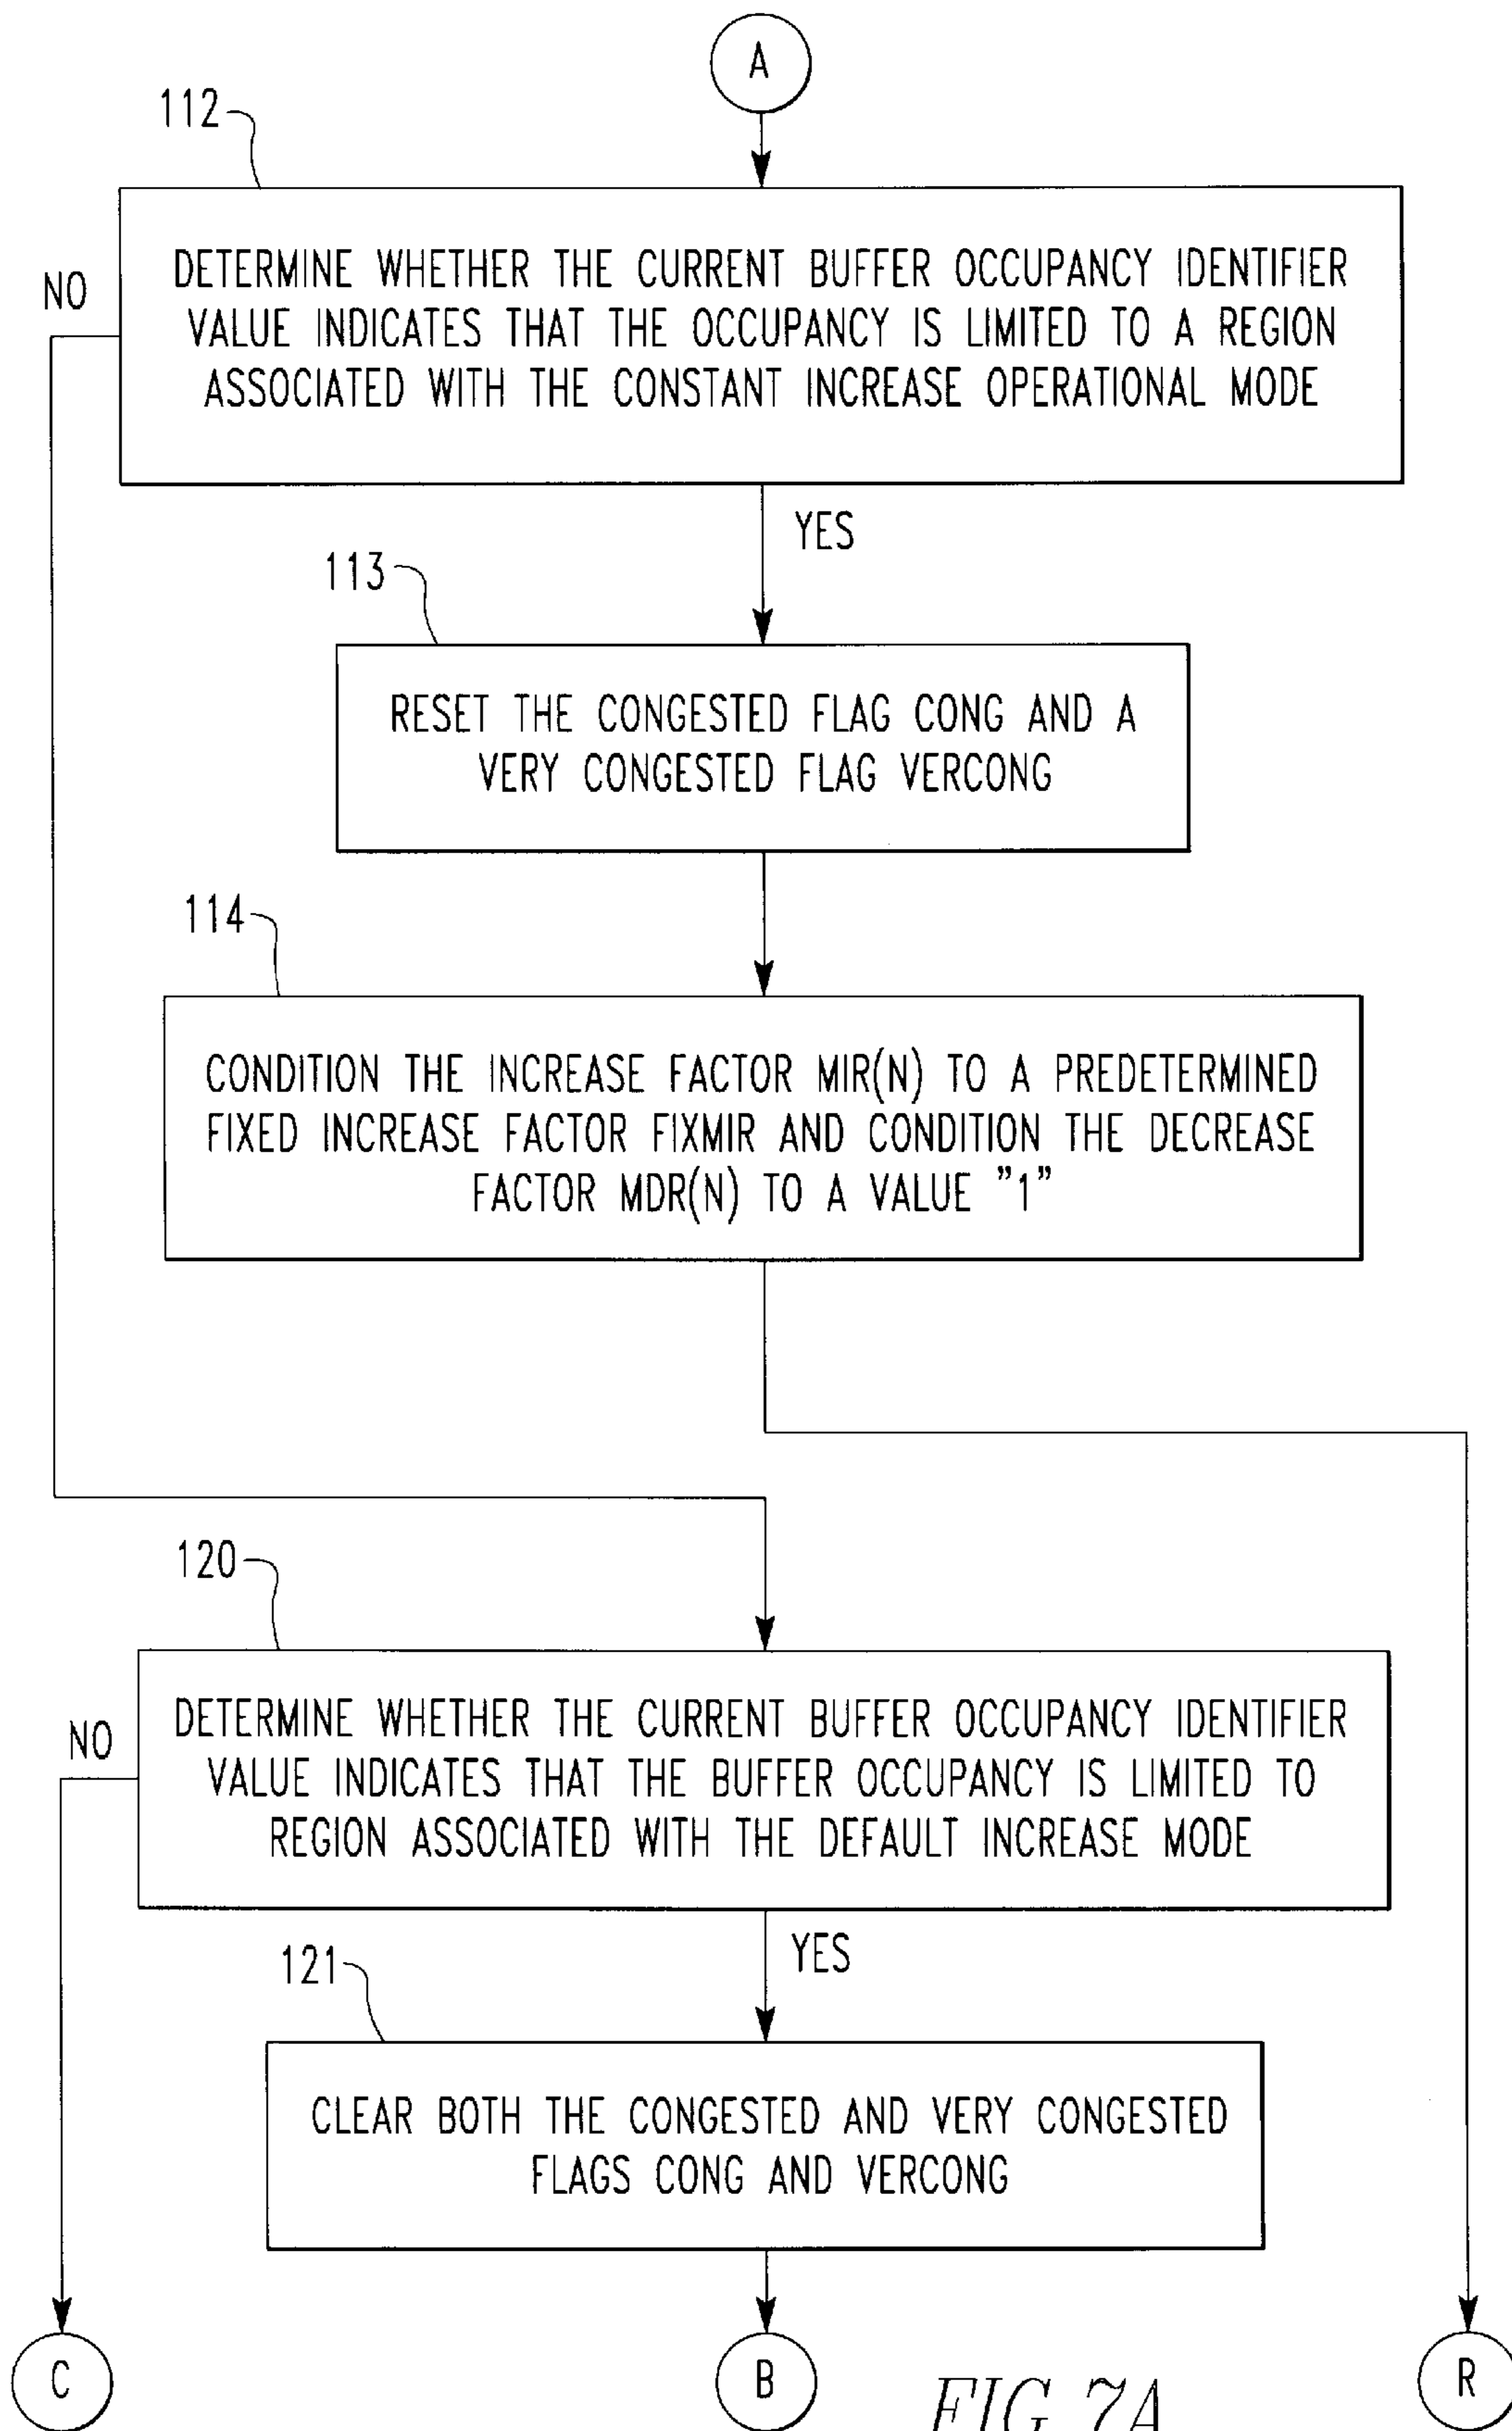 A
112
NO
DETERMINE WHETHER THE CURRENT BUFFER OCCUPANCY IDENTIFIER
VALUE INDICATES THAT THE OCCUPANCY IS LIMITED TO A REGION
ASSOCIATED WITH THE CONSTANT INCREASE OPERATIONAL MODE
YES
113
RESET THE CONGESTED FLAG CONG AND A
VERY CONGESTED FLAG VERCONG
114
CONDITION THE INCREASE FACTOR MIR(N) TO A PREDETERMINED
FIXED INCREASE FACTOR FIXMIR AND CONDITION THE DECREASE
FACTOR MDR(N) TO A VALUE "1"
120
NO
DETERMINE WHETHER THE CURRENT BUFFER OCCUPANCY IDENTIFIER
VALUE INDICATES THAT THE BUFFER OCCUPANCY IS LIMITED TO
REGION ASSOCIATED WITH THE DEFAULT INCREASE MODE
YES
121
CLEAR BOTH THE CONGESTED AND VERY CONGESTED
FLAGS CONG AND VERCONG
C
B
R
FIG. 7A